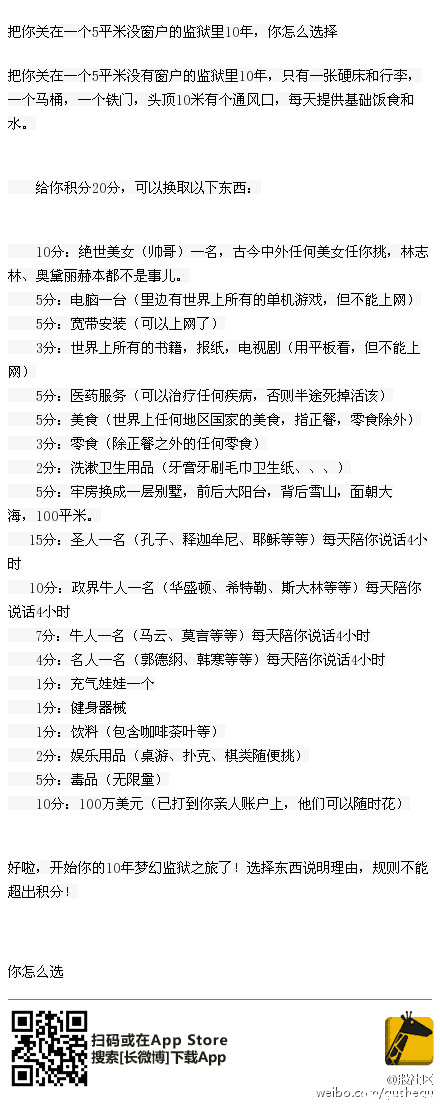 把你关在一个5平米没窗户的监狱里10年，你怎么选择
把你关在一个5平米没有窗户的监狱里10年，只有一张硬床和行李，
一个马桶，一个铁门，头顶10米有个通风口，每天提供基础饭食和
水。
给你积分20分，可以换取以下东西：
10分：绝世美女（帅哥）一名，古今中外任何美女任你挑，林志
林、奥黛丽赫本都不是事儿。
5分：电脑一台（里边有世界上所有的单机游戏，但不能上网）
5分：宽带安装（可以上网了）
3分：世界上所有的书籍，报纸，电视剧（用平板看，但不能上
网）
5分：医药服务（可以治疗任何疾病，否则半途死掉活该）
5分：美食（世界上任何地区国家的美食，指正餐，零食除外）
3分：零食（除正餐之外的任何零食）
2分：洗漱卫生用品（牙膏牙刷毛巾卫生纸、、、）
5分：牢房换成一层别墅，前后大阳台，背后雪山，面朝大
海，100平米。
15分：圣人一名（孔子、释迦牟尼、耶稣等等）每天陪你说话4小
时
10分：政界牛人一名（华盛顿、希特勒、斯大林等等）每天陪你
说话4小时
7分：牛人一名（马云、莫言等等）每天陪你说话4小时
4分：名人一名（郭德纲、韩寒等等）每天陪你说话4小时
1分：充气娃娃一个
1分：健身器械
1分：饮料（包含咖啡茶叶等）
2分：娱乐用品（桌游、扑克、棋类随便挑）
5分：毒品（无限量）
10分：100万美元（已打到你亲人账户上，他们可以随时花）
好啦，开始你的10年梦幻监狱之旅了！选择东西说明理由，规则不能
超出积分！
你怎么选
扫码或在App Store
搜索[长微博]下载App